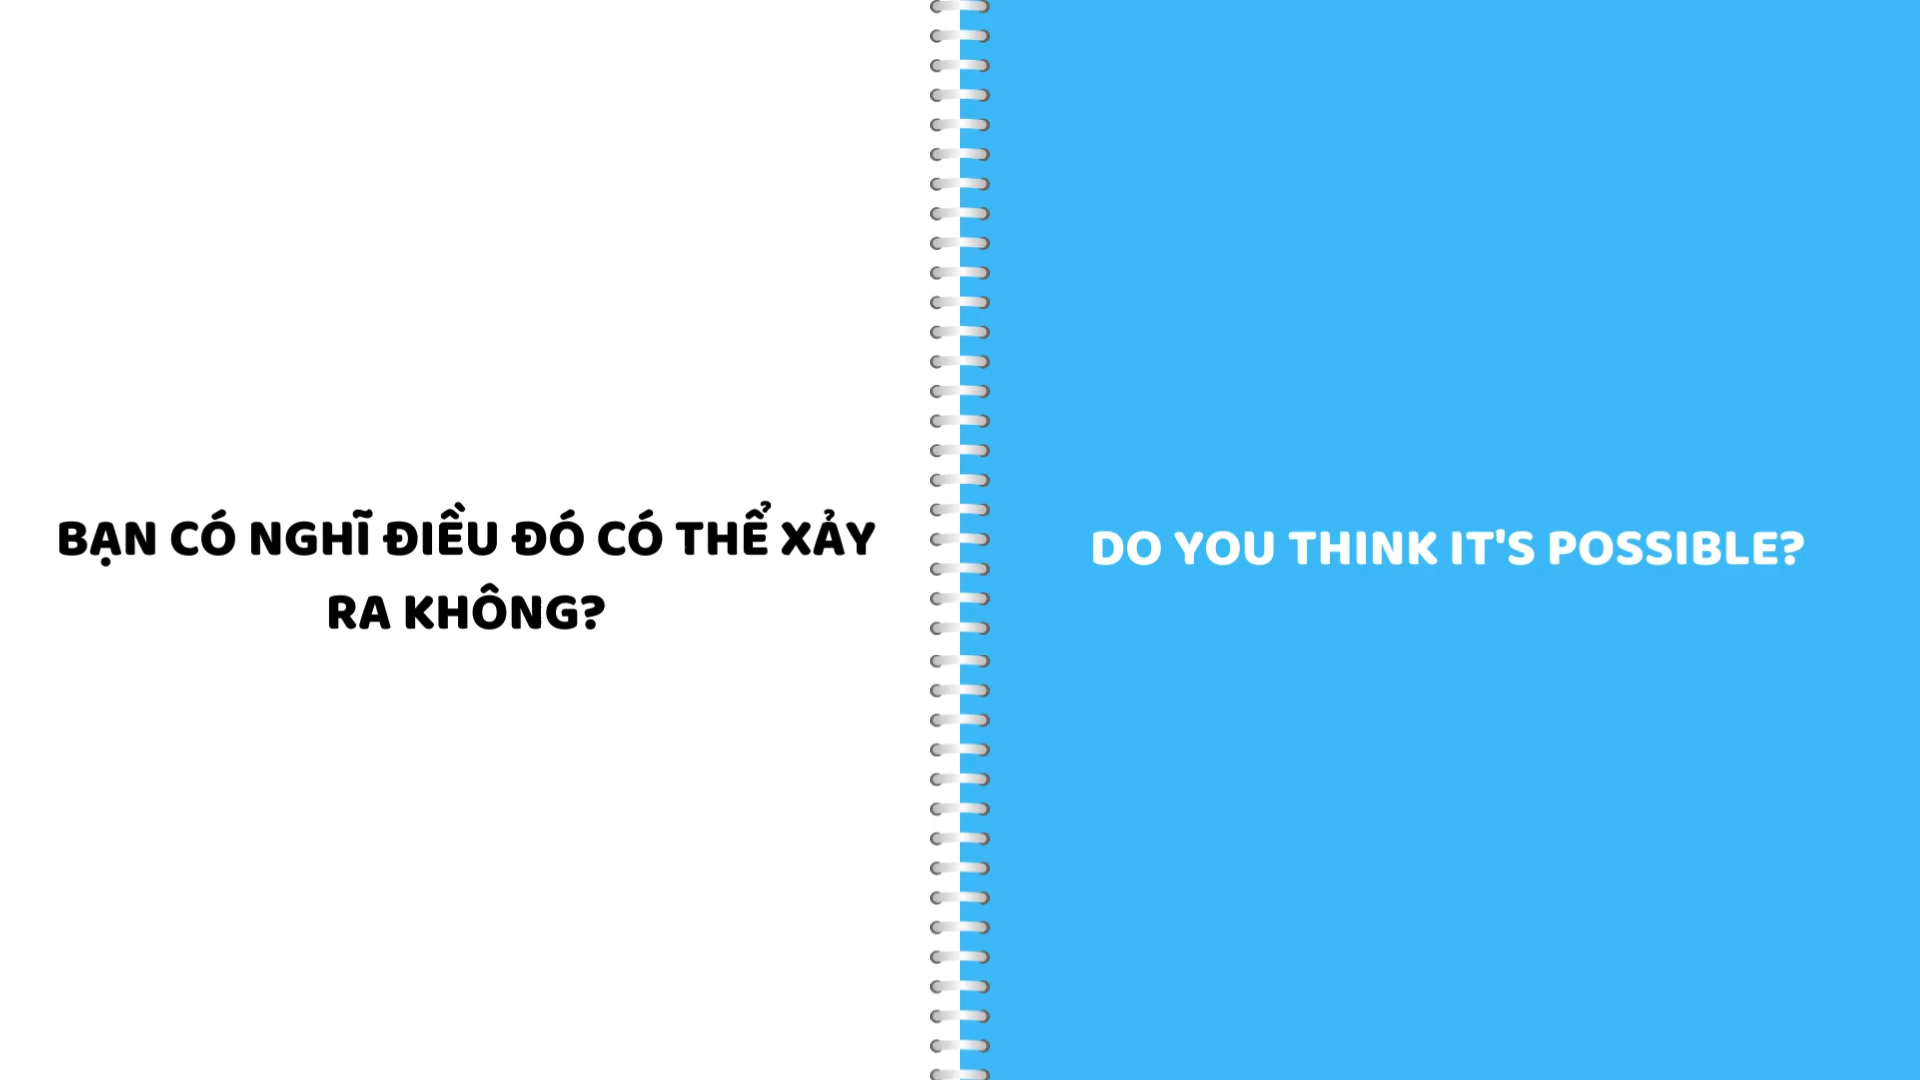 BẠN CÓ NGHĨ ĐIỀU ĐÓ CÓ THỂ XẢY
RA KHÔNG?
DO YOU THINK IT'S POSSIBLE?